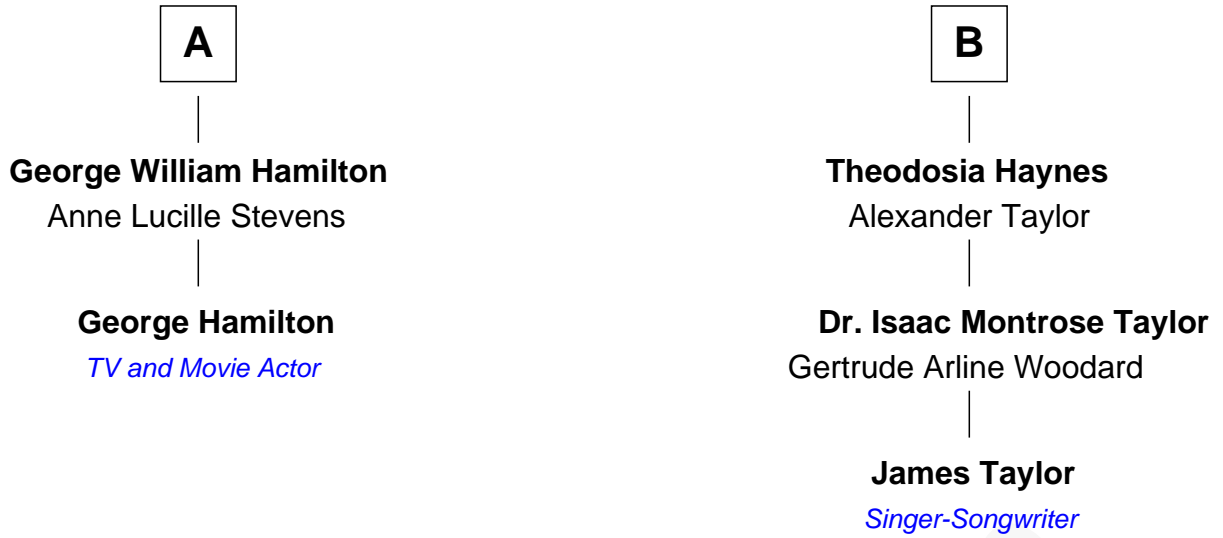 A
George William Hamilton
Anne Lucille Stevens
George Hamilton
TV and Movie Actor
B
Theodosia Haynes
Alexander Taylor
Dr. Isaac Montrose Taylor
Gertrude Arline Woodard
James Taylor
Singer-Songwriter